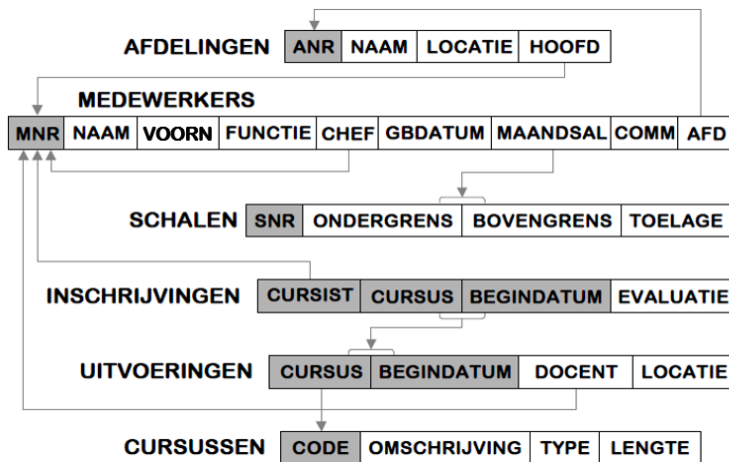 AFDELINGEN ANR NAAM LOCATIE HOOFD
MEDEWERKERS
MNR NAAM VOORN FUNCTIE CHEF GBDATUM MAANDSAL COMM AFD
SCHALEN SNR ONDERGRENS BOVENGRENS TOELAGE
INSCHRIJVINGEN CURSIST CURSUS BEGINDATUM EVALUATIE
UITVOERINGEN CURSUS BEGINDATUM DOCENT LOCATIE
CURSUSSEN CODE OMSCHRIJVING TYPE LENGTE